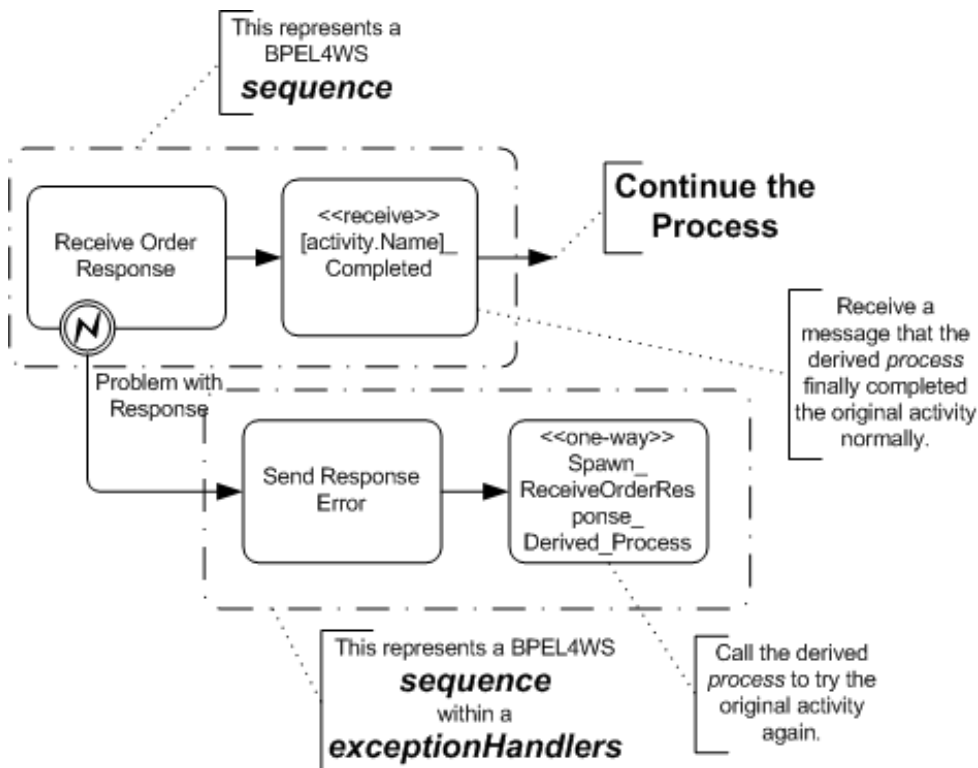 This represents a
BPEL4WS
sequence
Receive Order
Response
<<receive>>
[activity.Name]_
Completed
Continue the
Process
Receive a
message that the
derived process
finally completed
the original activity
normally.
Problem with
Response
Send Response
Error
<<one-way>>
Spawn_
ReceiveOrderRes
ponse_
Derived_Process
This represents a BPEL4WS
sequence
within a
exceptionHandlers
Call the derived
process to try the
original activity
again.